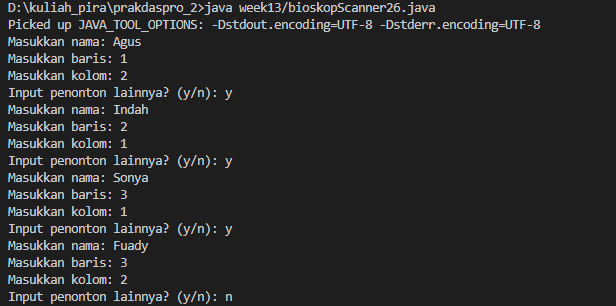 D:\kuliah_pira\prakdaspro_2>java week13/bioskopScanner26.java
Picked up JAVA_TOOL_OPTIONS: -Dstdout.encoding=UTF-8 -Dstderr.encoding=UTF-8
Masukkan nama: Agus
Masukkan baris: 1
Masukkan kolom: 2
Input penonton lainnya? (y/n): y
Masukkan nama: Indah
Masukkan baris: 2
Masukkan kolom: 1
Input penonton lainnya? (y/n): y
Masukkan nama: Sonya
Masukkan baris: 3
Masukkan kolom: 1
Input penonton lainnya? (y/n): y
Masukkan nama: Fuady
Masukkan baris: 3
Masukkan kolom: 2
Input penonton lainnya? (y/n): n